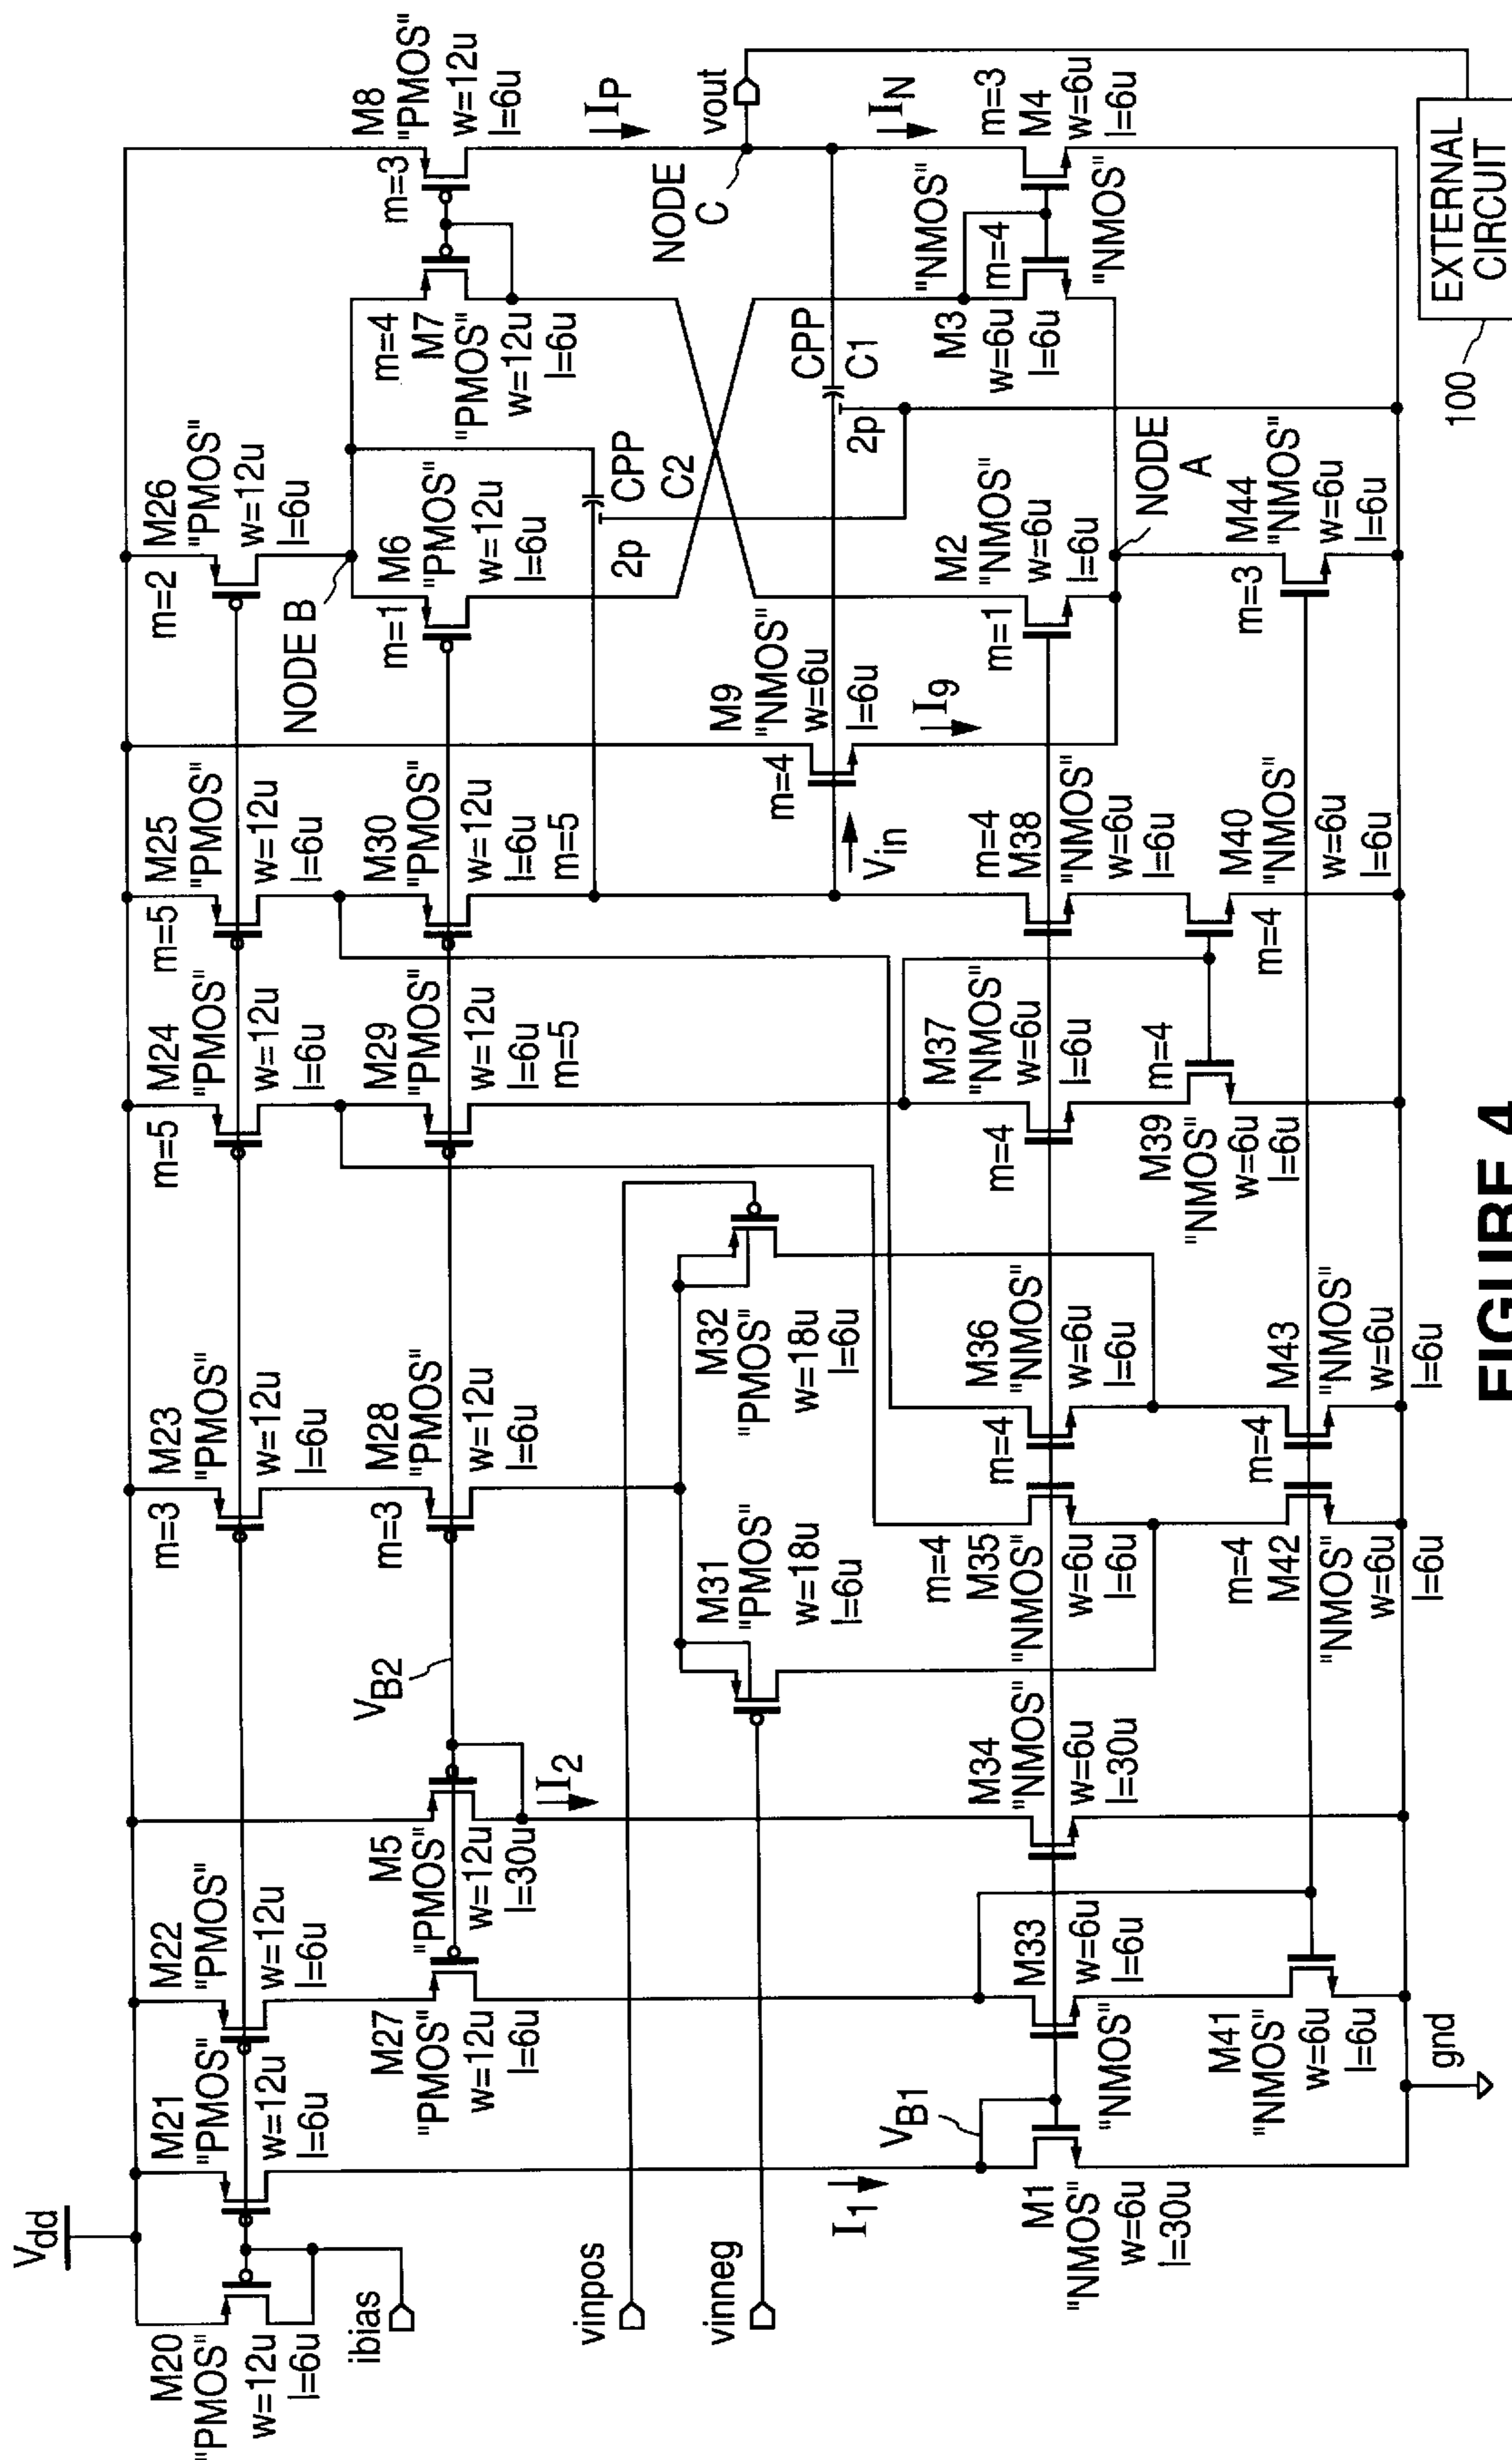 Vdd
M20
"PMOS"
w=12u
l=6u
ibias
M21
"PMOS"
w=12u
l=6u
M22
"PMOS"
w=12u
l=6u
M27
"PMOS"
w=12u
l=6u
M5
"PMOS"
w=12u
l=30u
I2
VB2
vinpos
vinneg
I1
VB1
M1
"NMOS"
w=6u
l=30u
M33
"NMOS"
w=6u
l=6u
M34
"NMOS"
w=6u
l=30u
M41
"NMOS"
w=6u
l=6u
gnd
m=3
M23
"PMOS"
w=12u
l=6u
m=3
M28
"PMOS"
w=12u
l=6u
M31
"PMOS"
w=18u
l=6u
M32
"PMOS"
w=18u
l=6u
m=4
M35
"NMOS"
w=6u
l=6u
m=4
M36
"NMOS"
w=6u
l=6u
m=4
M42
"NMOS"
w=6u
l=6u
m=4
M43
"NMOS"
w=6u
l=6u
m=5
M24
"PMOS"
w=12u
l=6u
M29
"PMOS"
w=12u
l=6u
m=5
m=5
M25
"PMOS"
w=12u
l=6u
M30
"PMOS"
w=12u
l=6u
m=5
m=4
M37
"NMOS"
w=6u
l=6u
m=4
M38
"NMOS"
w=6u
l=6u
m=4
M39
"NMOS"
w=6u
l=6u
m=4
M40
"NMOS"
w=6u
l=6u
Vin
m=4
M9
"NMOS"
w=6u
l=6u
I9
m=2
M26
"PMOS"
w=12u
l=6u
NODE B
m=1
M6
"PMOS"
w=12u
l=6u
2p
CPP
C2
m=4
M7
"PMOS"
w=12u
l=6u
m=3
M8
"PMOS"
w=12u
l=6u
IP
NODE
C
vout
IN
CPP
C1
2p
m=1
M2
"NMOS"
w=6u
l=6u
M3
"NMOS"
m=4
w=6u
l=6u
m=3
M4
"NMOS"
w=6u
l=6u
NODE
A
m=3
M44
"NMOS"
w=6u
l=6u
100
EXTERNAL
CIRCUIT
FIGURE 4